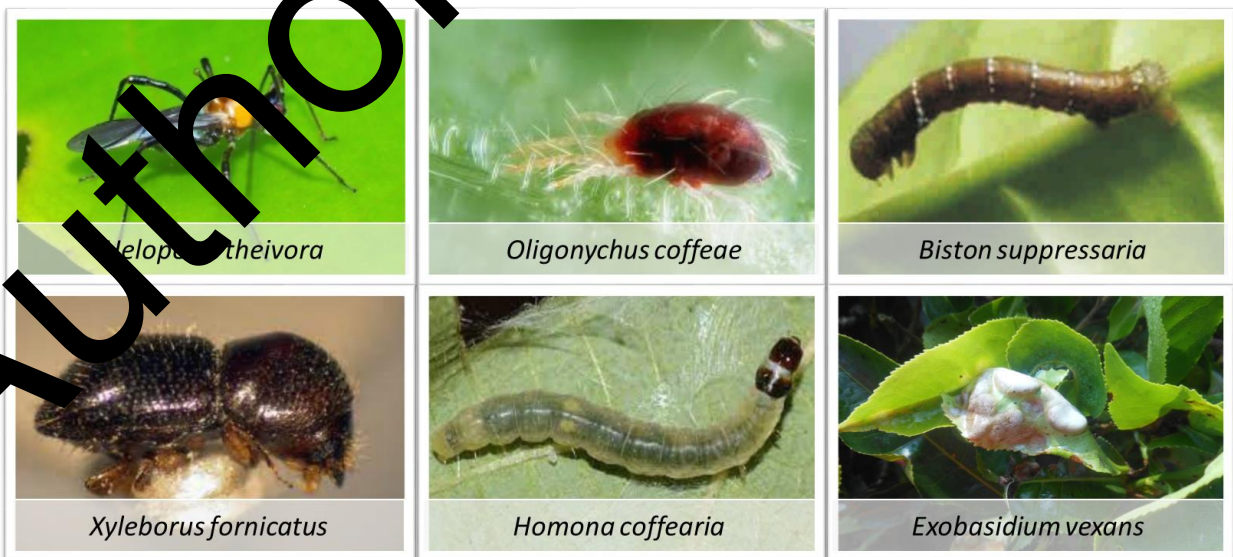 theivora
Oligonychus coffeae
Biston suppressaria
Xyleborus fornicatus
Homona coffearia
Exobasidium vexans